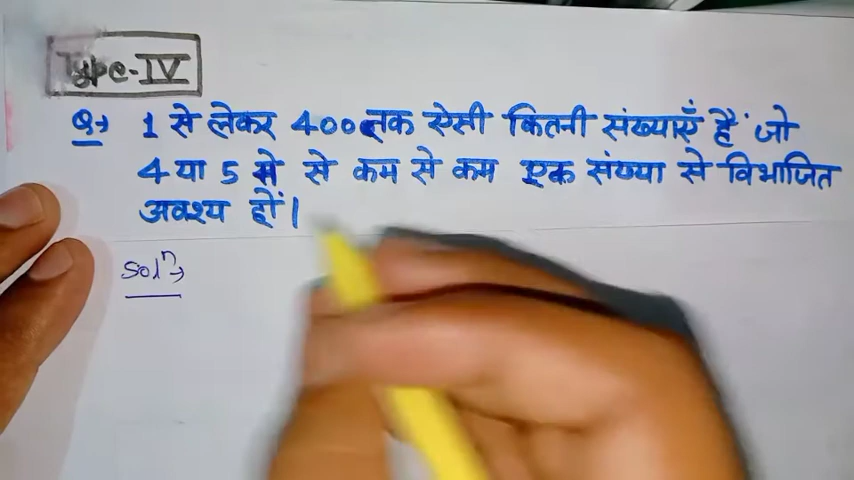 Type-IV
Q→ 1 से लेकर 400 तक ऐसी कितनी संख्याएँ हैं जो
4 या 5 में से कम से कम एक संख्या से विभाजित
अवश्य हों।
Solⁿ→